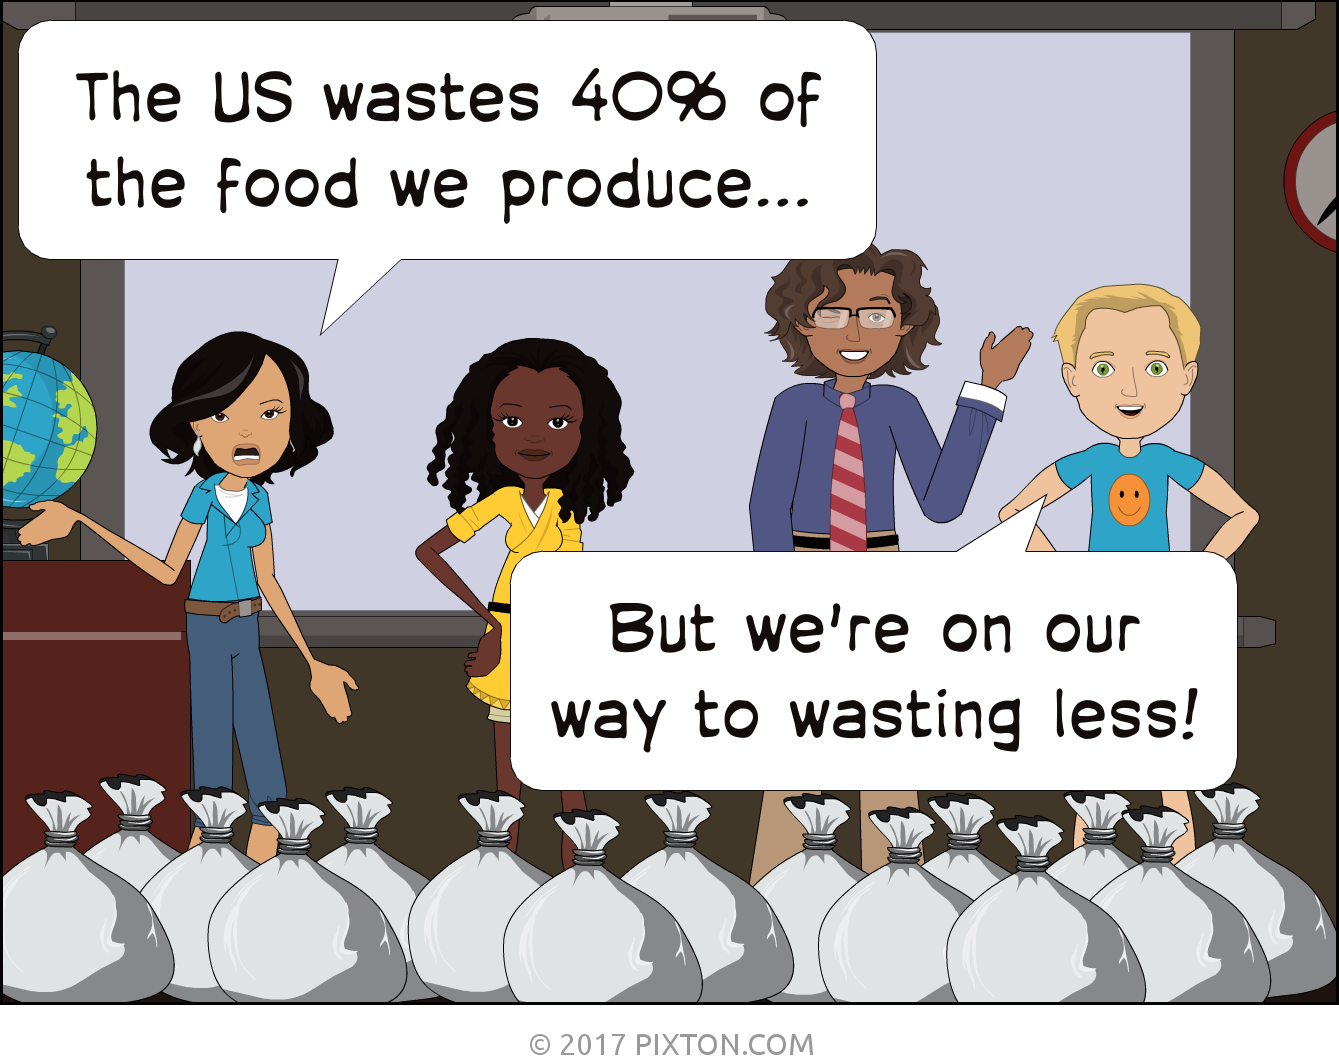 The US wastes 40% of
the food we produce...
But we're on our
way to wasting less!
© 2017 PIXTON.COM